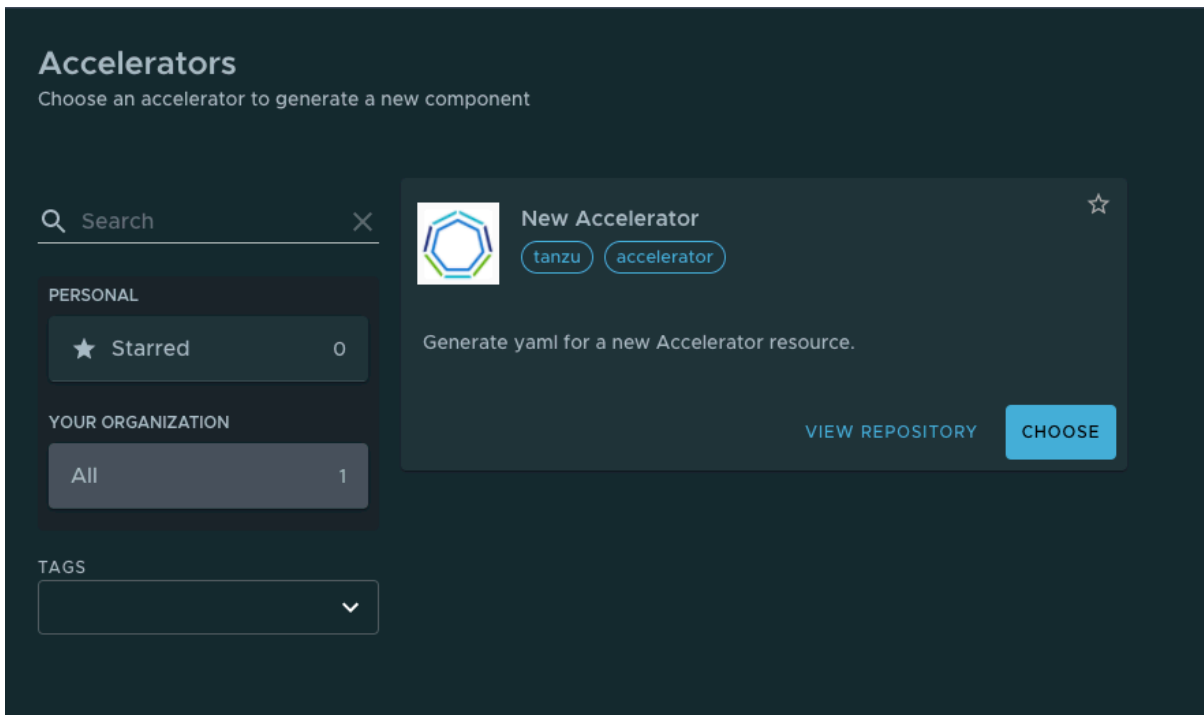 Accelerators
Choose an accelerator to generate a new component
Search
PERSONAL
Starred 0
YOUR ORGANIZATION
All 1
TAGS
New Accelerator
tanzu accelerator
Generate yaml for a new Accelerator resource.
VIEW REPOSITORY CHOOSE